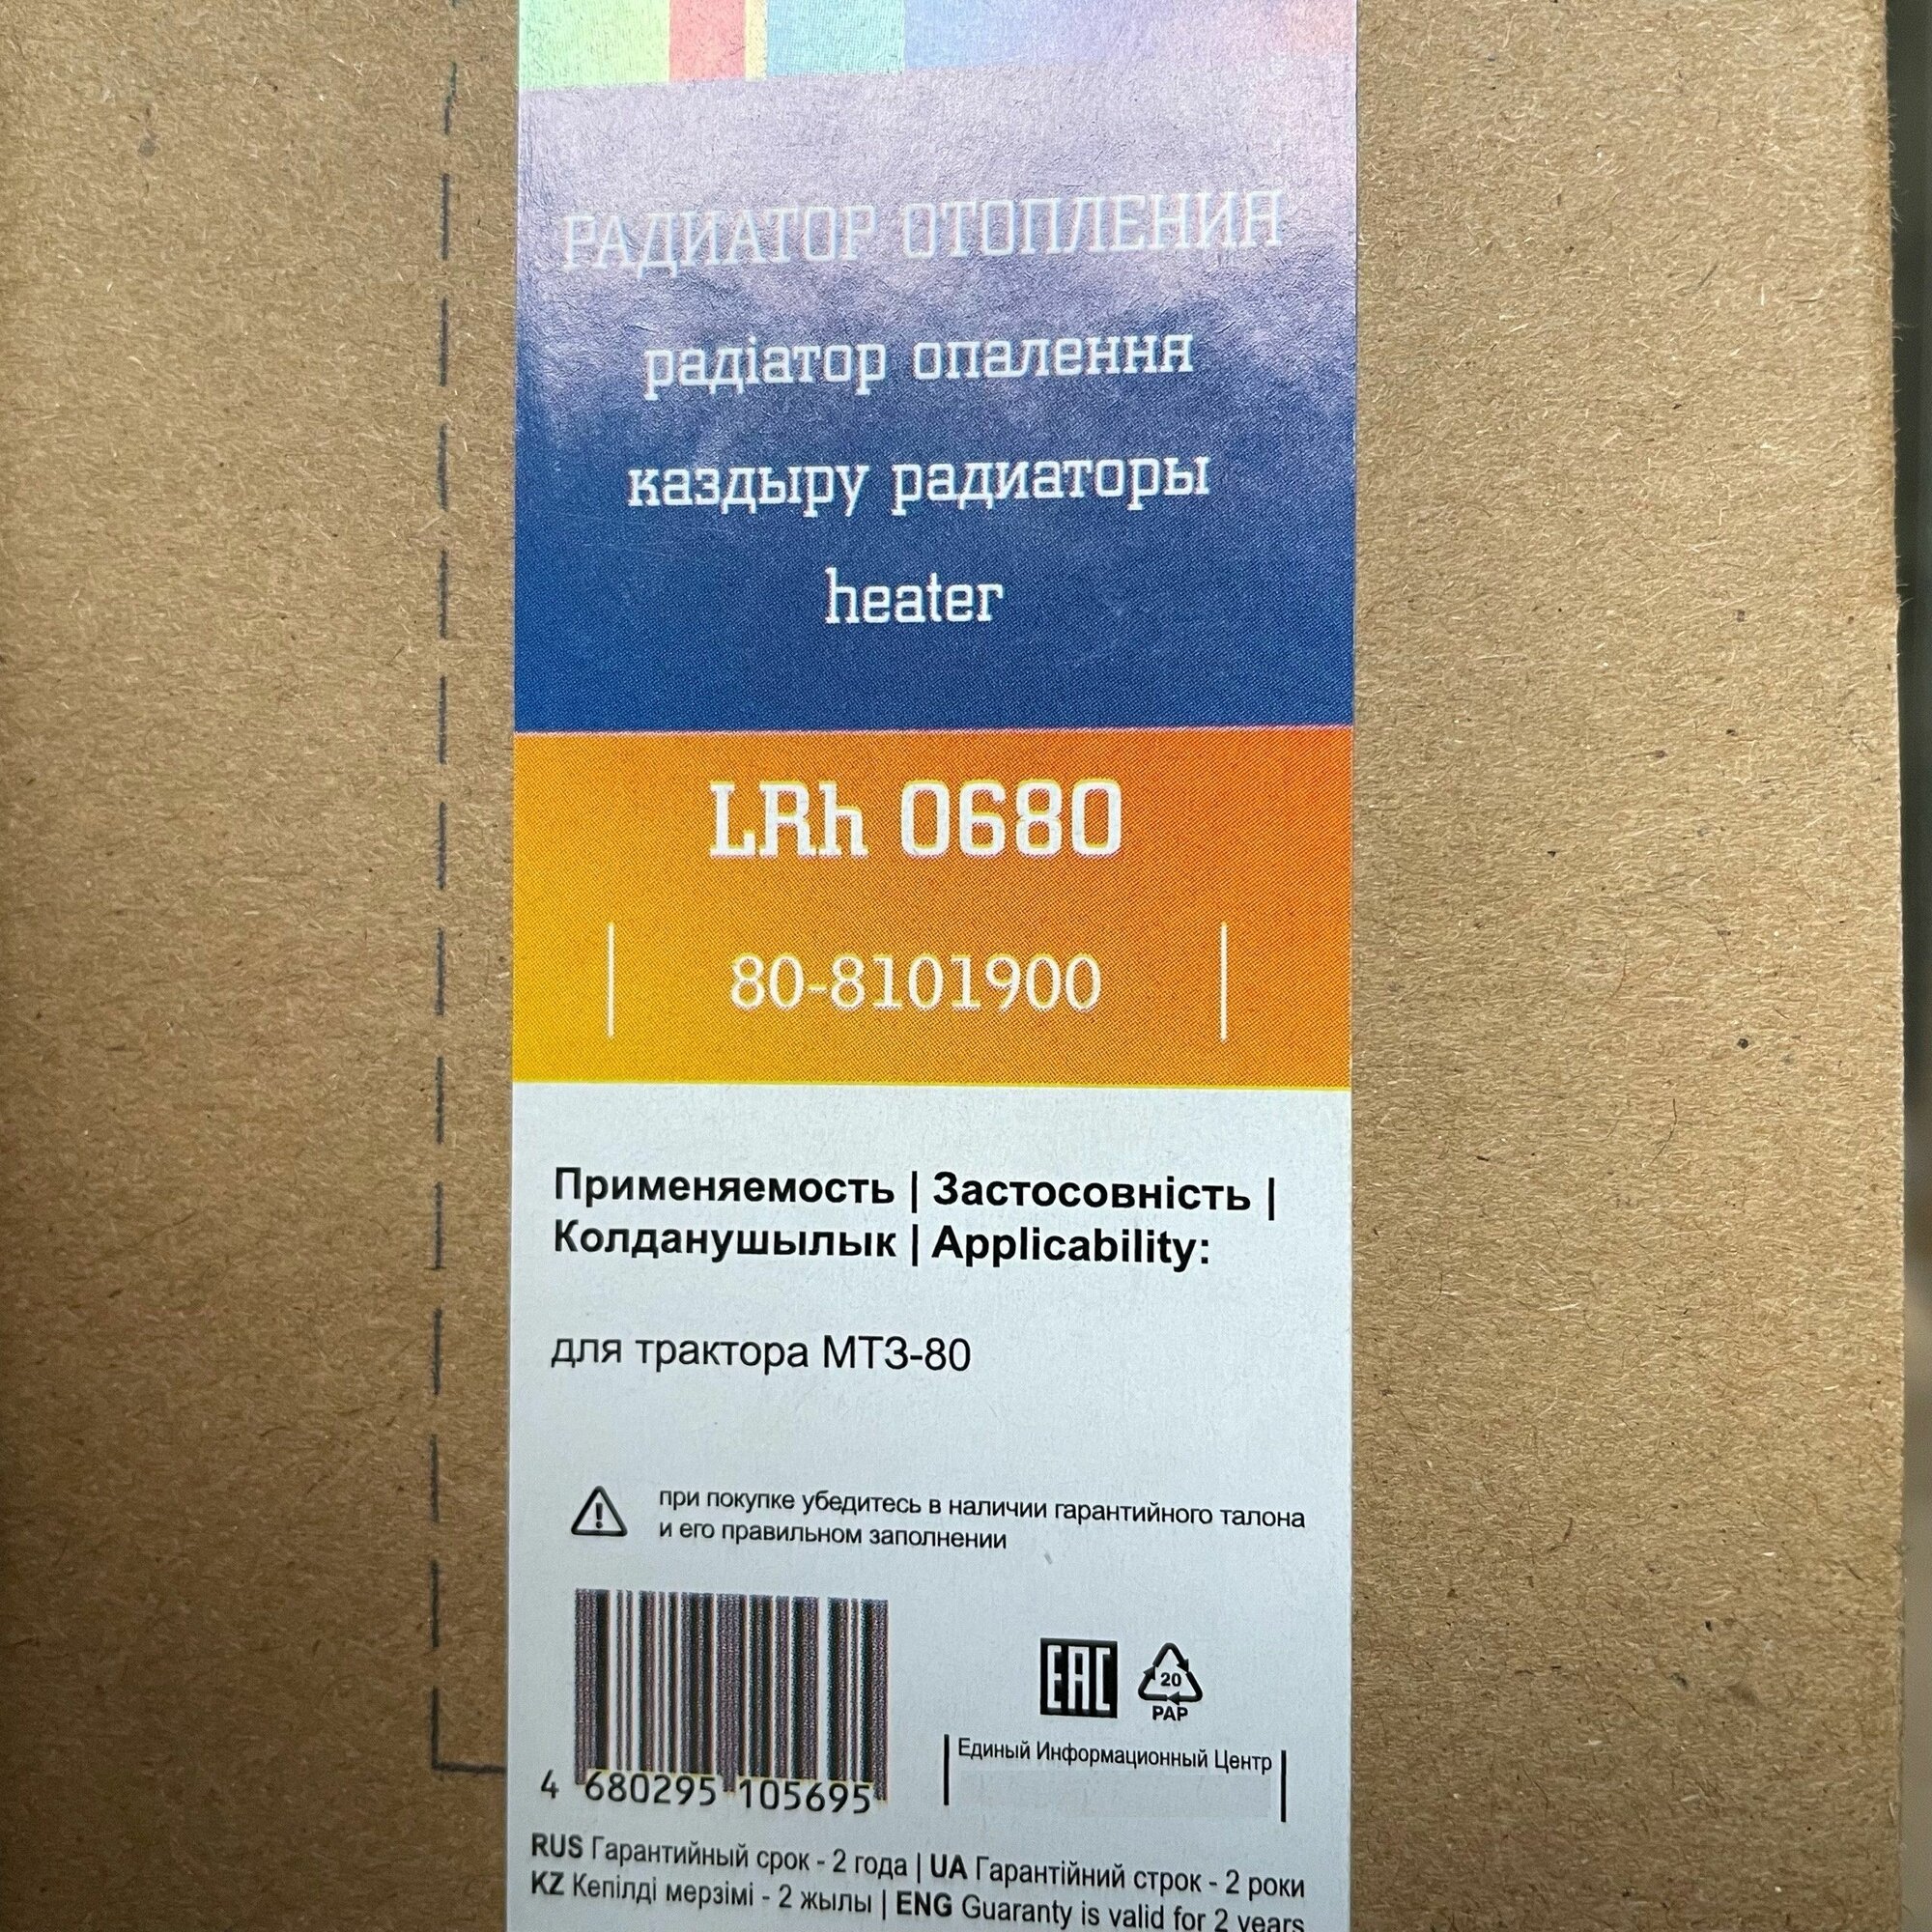 РАДИАТОР ОТОПЛЕНИЯ
радіатор опалення
каздыру радиаторы
heater
LRh 0680
80-8101900
Применяемость | Застосовність |
Колданушылык | Applicability:
для трактора МТЗ-80
при покупке убедитесь в наличии гарантийного талона
и его правильном заполнении
4 680295 105695
EAC
20
PAP
Единый Информационный Центр
RUS Гарантийный срок - 2 года | UA Гарантійний строк - 2 роки
KZ Кепілді мерзімі - 2 жылы | ENG Guaranty is valid for 2 years